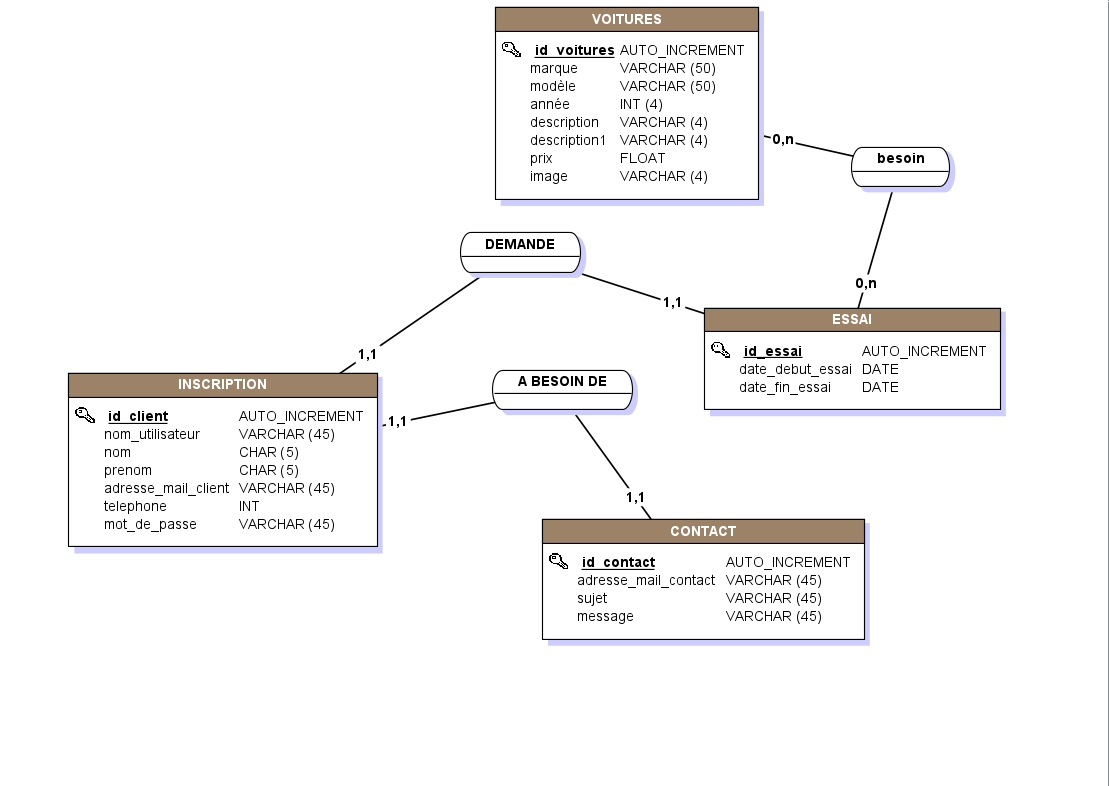 VOITURES
id_voitures AUTO_INCREMENT
marque VARCHAR (50)
modèle VARCHAR (50)
année INT (4)
description VARCHAR (4)
description1 VARCHAR (4)
prix FLOAT
image VARCHAR (4)
0,n
besoin
DEMANDE
0,n
1,1
ESSAI
id_essai AUTO_INCREMENT
date_debut_essai DATE
date_fin_essai DATE
1,1
INSCRIPTION
id_client AUTO_INCREMENT
nom_utilisateur VARCHAR (45)
nom CHAR (5)
prenom CHAR (5)
adresse_mail_client VARCHAR (45)
telephone INT
mot_de_passe VARCHAR (45)
A BESOIN DE
1,1
1,1
CONTACT
id_contact AUTO_INCREMENT
adresse_mail_contact VARCHAR (45)
sujet VARCHAR (45)
message VARCHAR (45)